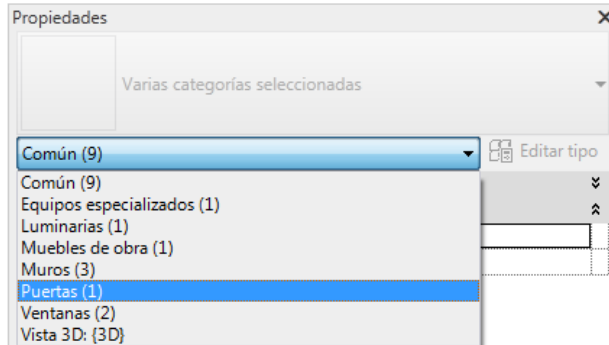 Propiedades
Varias categorías seleccionadas
Común (9)
Editar tipo
Común (9)
Equipos especializados (1)
Luminarias (1)
Muebles de obra (1)
Muros (3)
Puertas (1)
Ventanas (2)
Vista 3D: {3D}